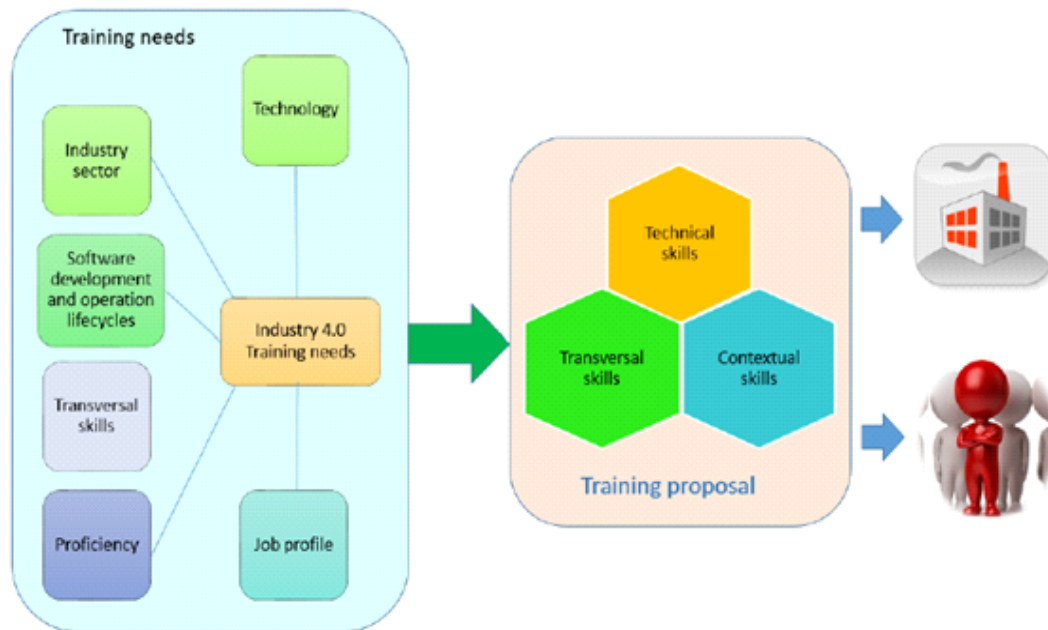 Training needs
Technology
Industry
sector
Software
development
and operation
lifecycles
Industry 4.0
Training needs
Transversal
skills
Proficiency
Job profile
Technical
skills
Transversal
skills
Contextual
skills
Training proposal